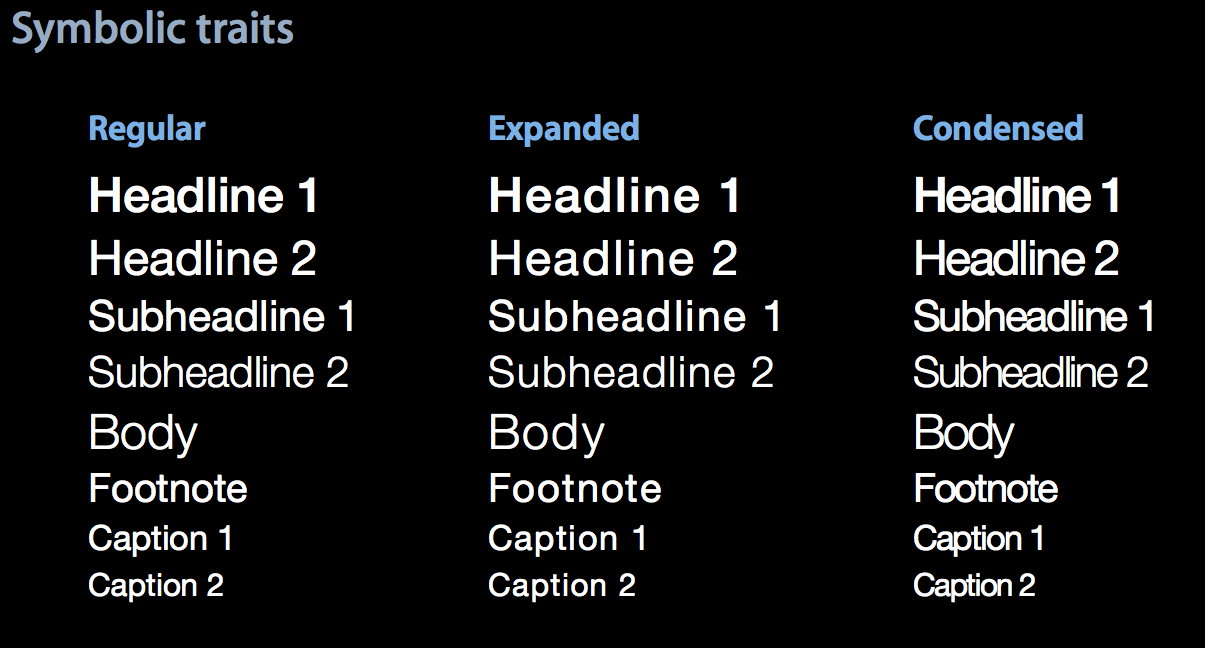 Symbolic traits
Regular
Headline 1
Headline 2
Subheadline 1
Subheadline 2
Body
Footnote
Caption 1
Caption 2
Expanded
Headline 1
Headline 2
Subheadline 1
Subheadline 2
Body
Footnote
Caption 1
Caption 2
Condensed
Headline 1
Headline 2
Subheadline 1
Subheadline 2
Body
Footnote
Caption 1
Caption 2